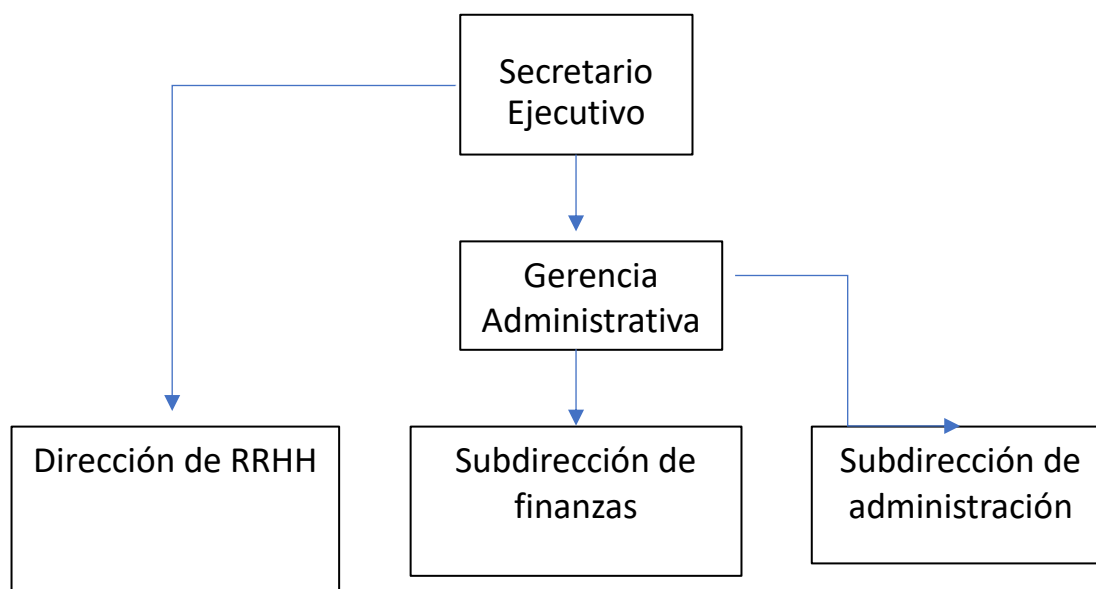 Secretario
Ejecutivo
Gerencia
Administrativa
Dirección de RRHH
Subdirección de
finanzas
Subdirección de
administración